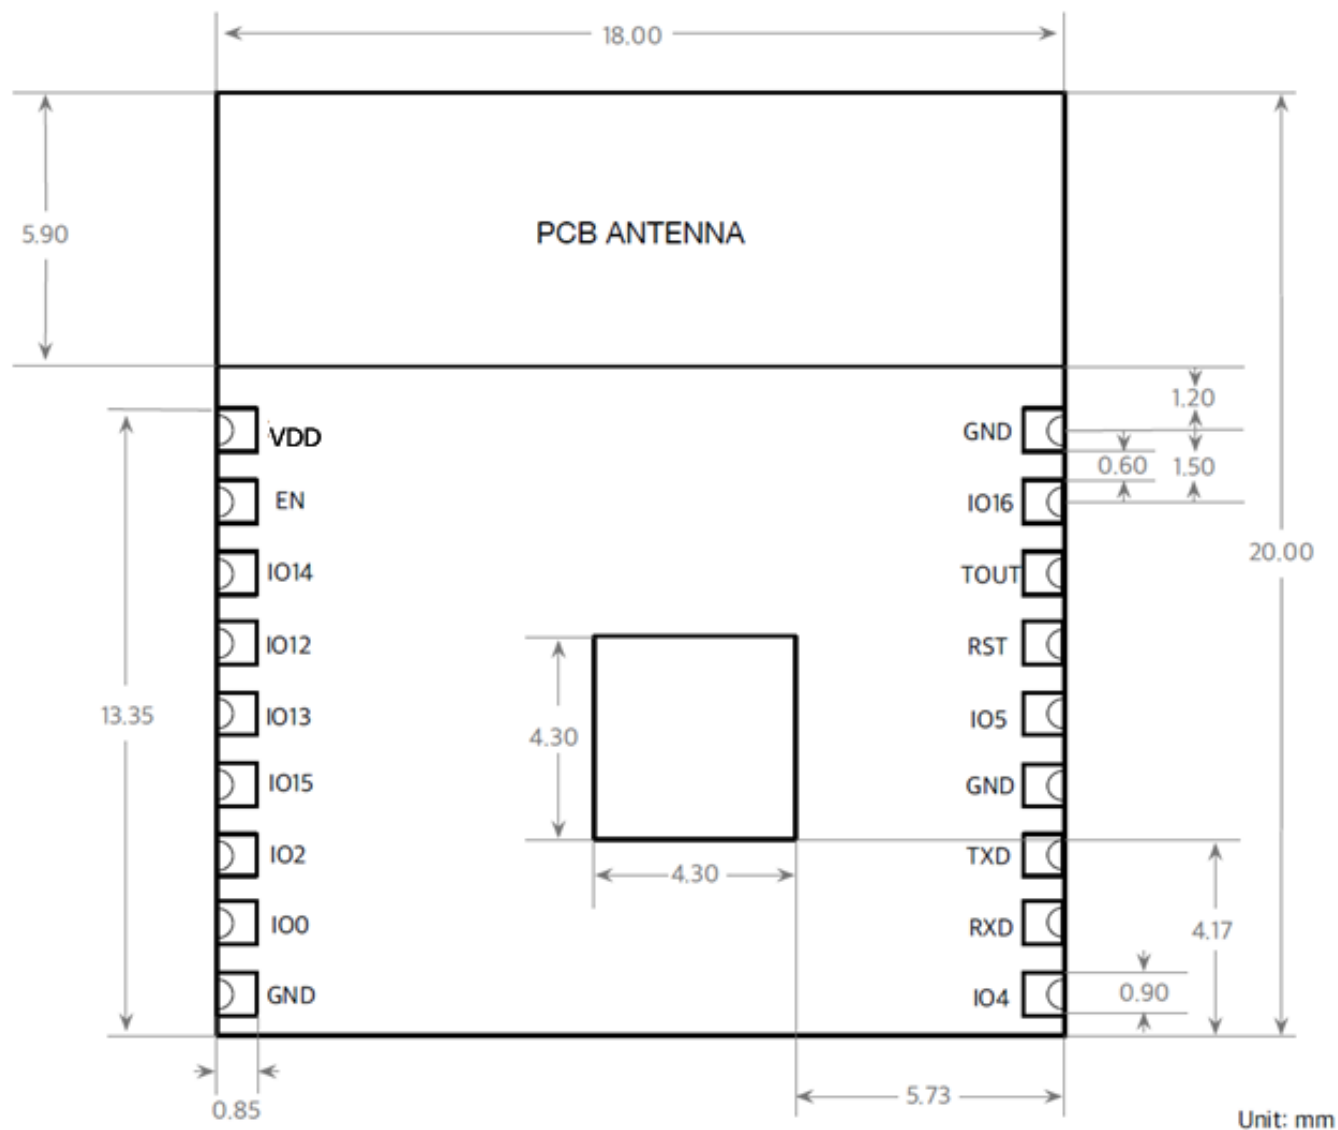 18.00
5.90
PCB ANTENNA
1.20
VDD
GND
0.60
1.50
EN
IO16
20.00
IO14
TOUT
IO12
RST
13.35
IO13
4.30
IO5
IO15
GND
IO2
4.30
TXD
IO0
RXD
4.17
GND
IO4
0.90
0.85
5.73
Unit: mm